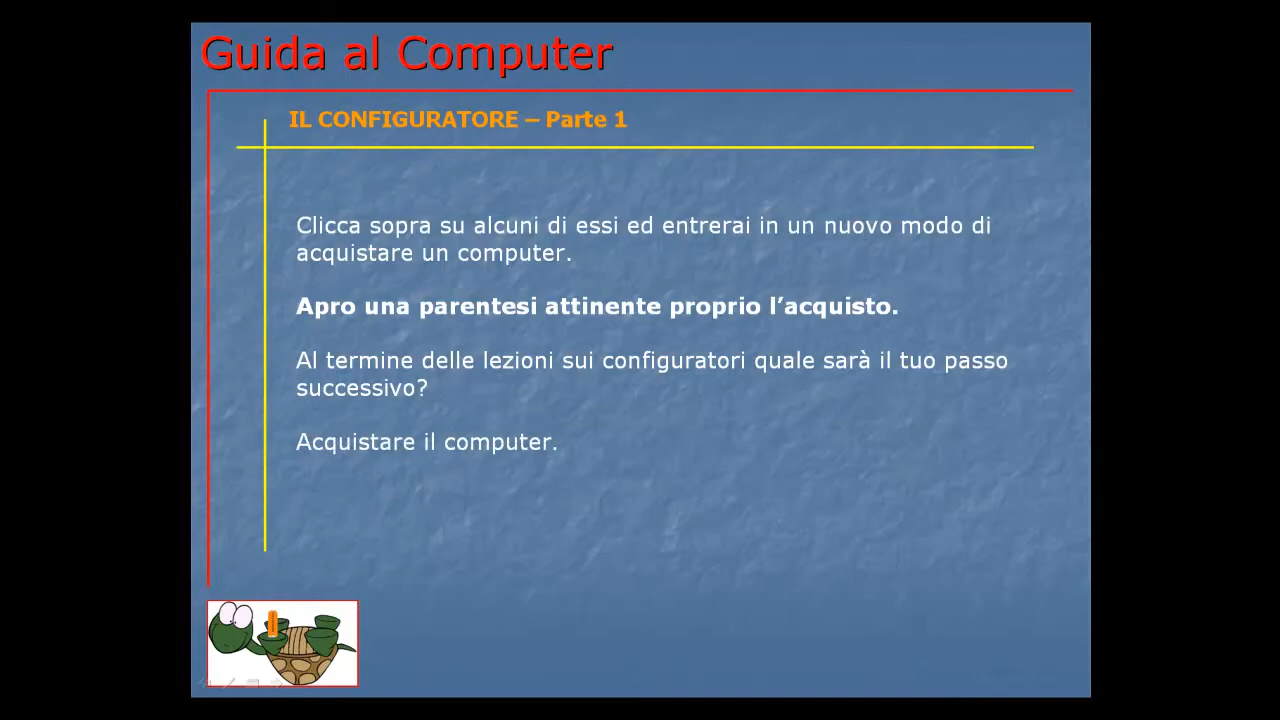 Guida al Computer
IL CONFIGURATORE – Parte 1
Clicca sopra su alcuni di essi ed entrerai in un nuovo modo di
acquistare un computer.
Apro una parentesi attinente proprio l’acquisto.
Al termine delle lezioni sui configuratori quale sarà il tuo passo
successivo?
Acquistare il computer.